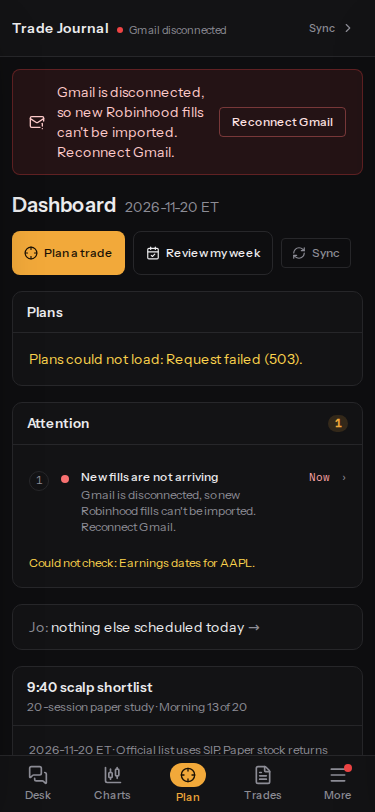 Trade Journal Gmail disconnected Sync
Gmail is disconnected,
so new Robinhood fills
can't be imported.
Reconnect Gmail.
Reconnect Gmail
Dashboard 2026-11-20 ET
Plan a trade Review my week Sync
Plans
Plans could not load: Request failed (503).
Attention 1
1 New fills are not arriving Now
Gmail is disconnected, so new
Robinhood fills can't be imported.
Reconnect Gmail.
Could not check: Earnings dates for AAPL.
Jo: nothing else scheduled today →
9:40 scalp shortlist
20-session paper study · Morning 13 of 20
2026-11-20 ET · Official list uses SIP. Paper stock returns
Desk Charts Plan Trades More